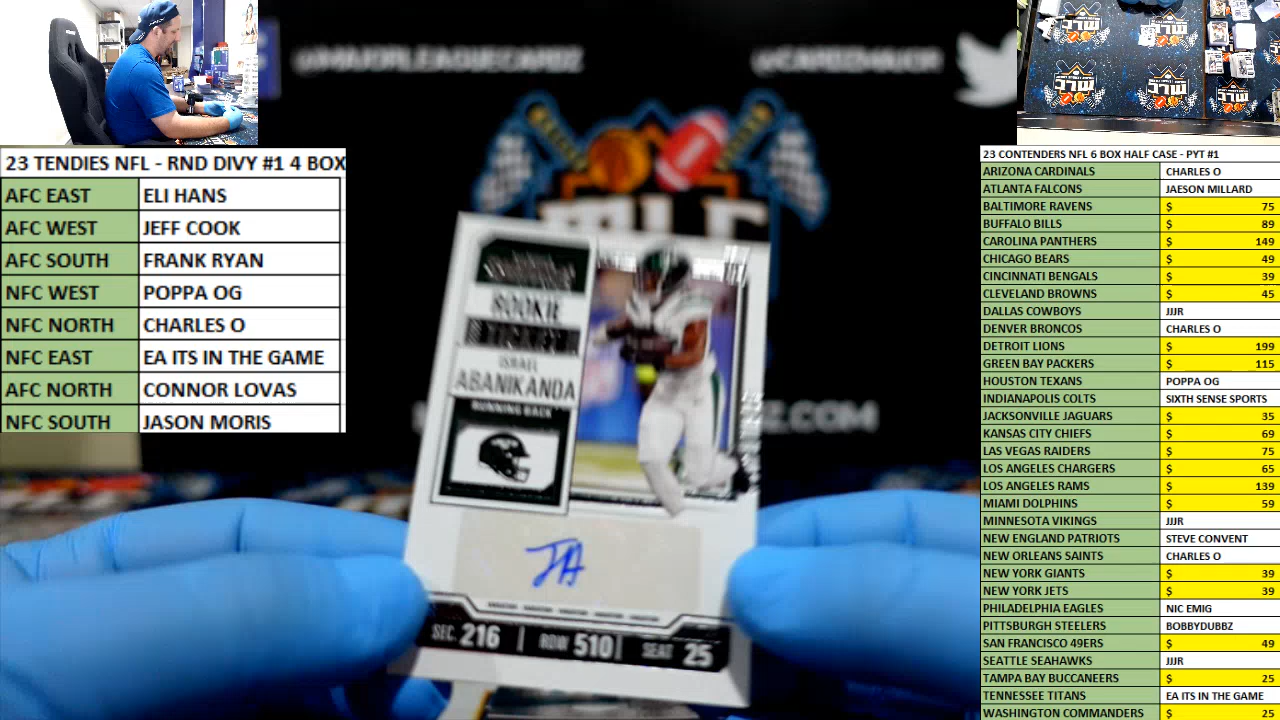 @MAJORLEAGUECARDZ
@CARDZMAJOR
23 TENDIES NFL - RND DIVY #1 4 BOX
AFC EAST ELI HANS
AFC WEST JEFF COOK
AFC SOUTH FRANK RYAN
NFC WEST POPPA OG
NFC NORTH CHARLES O
NFC EAST EA ITS IN THE GAME
AFC NORTH CONNOR LOVAS
NFC SOUTH JASON MORIS
MLC
ROOKIE
TICKET
ISRAEL
ABANIKANDA
RUNNING BACK
JA
SEC. 216 | ROW 510 | SEAT 25
23 CONTENDERS NFL 6 BOX HALF CASE - PYT #1
ARIZONA CARDINALS CHARLES O
ATLANTA FALCONS JAESON MILLARD
BALTIMORE RAVENS $ 75
BUFFALO BILLS $ 89
CAROLINA PANTHERS $ 149
CHICAGO BEARS $ 49
CINCINNATI BENGALS $ 39
CLEVELAND BROWNS $ 45
DALLAS COWBOYS JJJR
DENVER BRONCOS CHARLES O
DETROIT LIONS $ 199
GREEN BAY PACKERS $ 115
HOUSTON TEXANS POPPA OG
INDIANAPOLIS COLTS SIXTH SENSE SPORTS
JACKSONVILLE JAGUARS $ 35
KANSAS CITY CHIEFS $ 69
LAS VEGAS RAIDERS $ 75
LOS ANGELES CHARGERS $ 65
LOS ANGELES RAMS $ 139
MIAMI DOLPHINS $ 59
MINNESOTA VIKINGS JJJR
NEW ENGLAND PATRIOTS STEVE CONVENT
NEW ORLEANS SAINTS CHARLES O
NEW YORK GIANTS $ 39
NEW YORK JETS $ 39
PHILADELPHIA EAGLES NIC EMIG
PITTSBURGH STEELERS BOBBYDUBBZ
SAN FRANCISCO 49ERS $ 49
SEATTLE SEAHAWKS JJJR
TAMPA BAY BUCCANEERS $ 25
TENNESSEE TITANS EA ITS IN THE GAME
WASHINGTON COMMANDERS $ 25